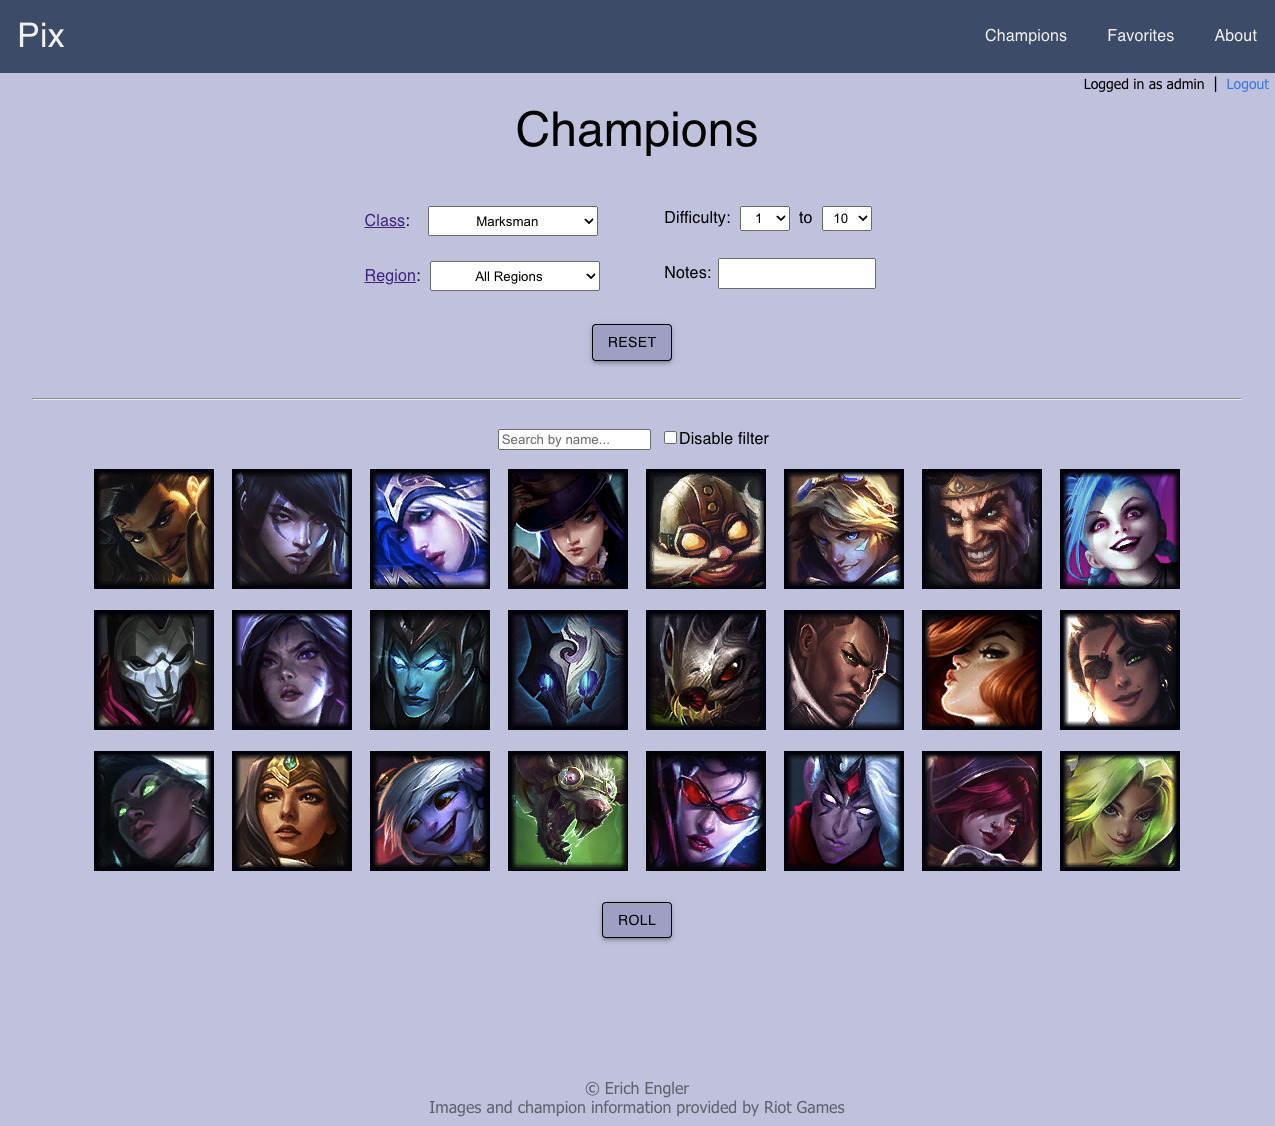 Pix
Champions Favorites About
Logged in as admin | Logout
Champions
Class: Marksman Difficulty: 1 to 10
Region: All Regions Notes:
RESET
Search by name... Disable filter
ROLL
© Erich Engler
Images and champion information provided by Riot Games